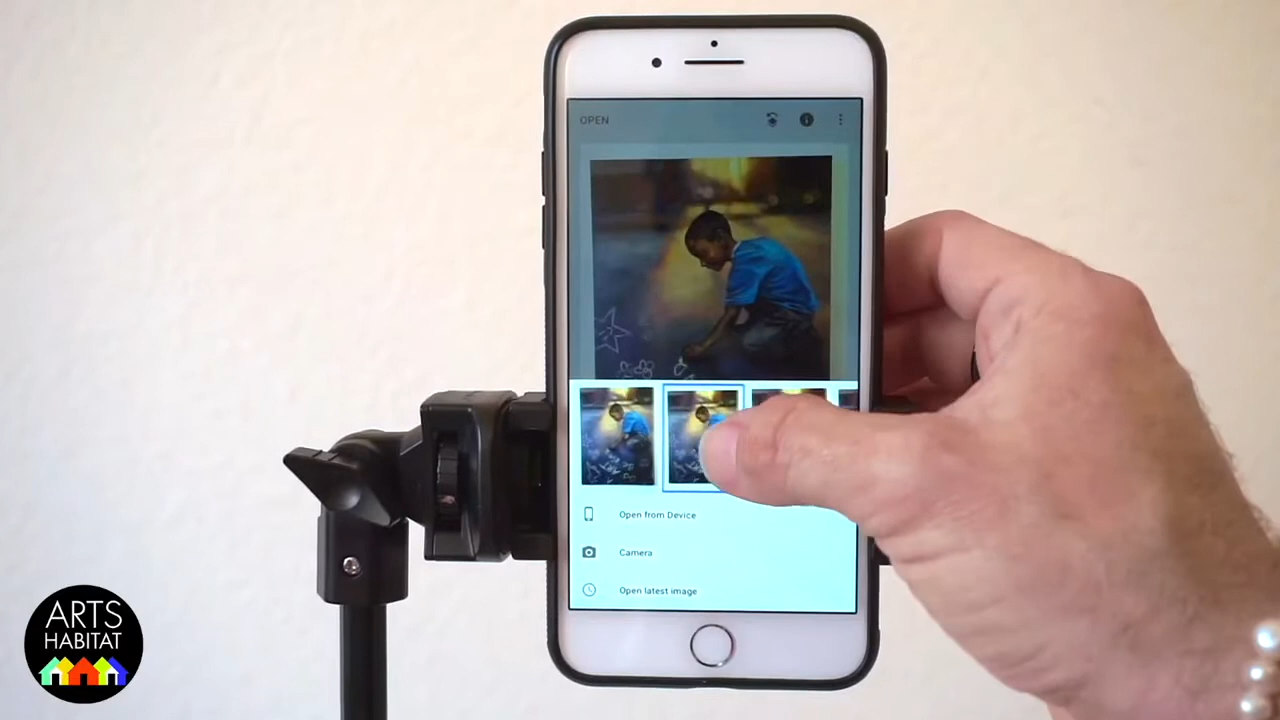 OPEN
Open from Device
Camera
Open latest image
ARTS
HABITAT